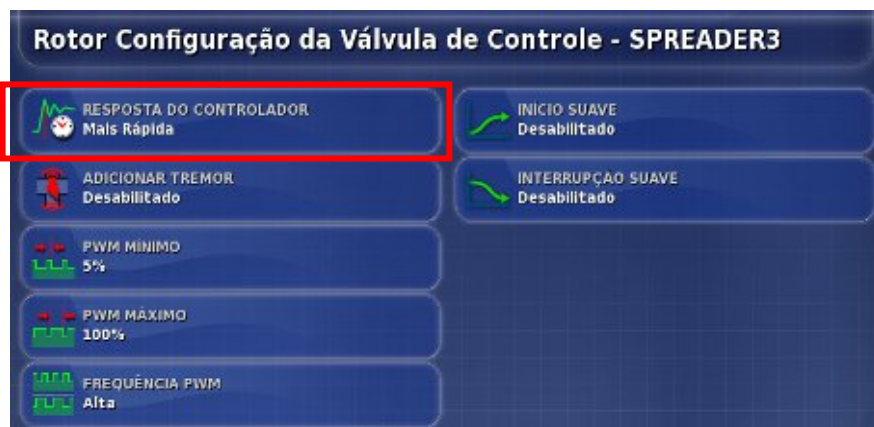 Rotor Configuração da Válvula de Controle - SPREADER3
RESPOSTA DO CONTROLADOR
Mais Rápida
INÍCIO SUAVE
Desabilitado
ADICIONAR TREMOR
Desabilitado
INTERRUPÇÃO SUAVE
Desabilitado
PWM MÍNIMO
5%
PWM MÁXIMO
100%
FREQUÊNCIA PWM
Alta